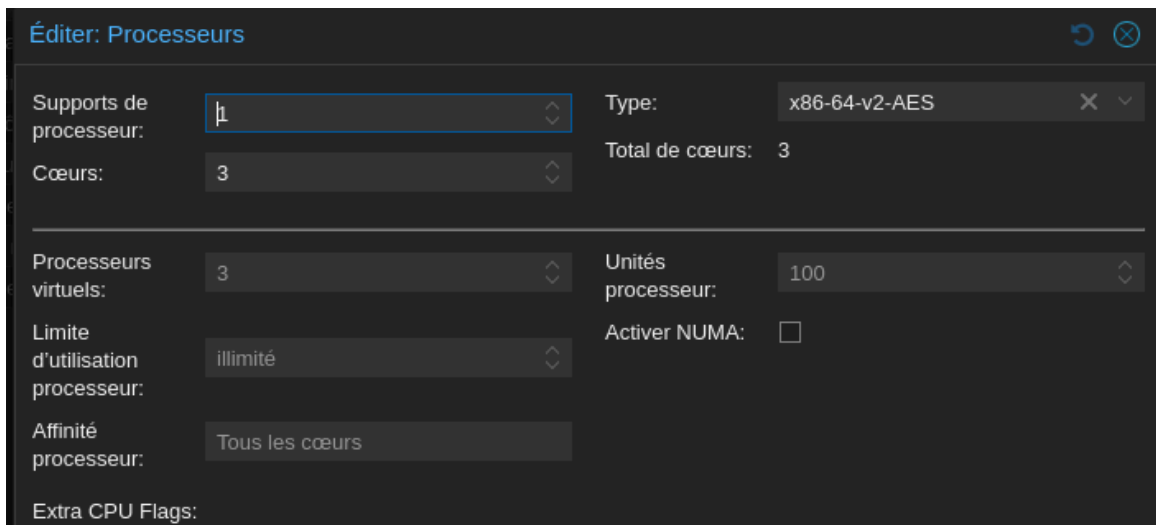 Éditer: Processeurs
Supports de
processeur:
1
Type:
x86-64-v2-AES
Cœurs:
3
Total de cœurs:
3
Processeurs
virtuels:
3
Unités
processeur:
100
Limite
d’utilisation
processeur:
illimité
Activer NUMA:
Affinité
processeur:
Tous les cœurs
Extra CPU Flags: